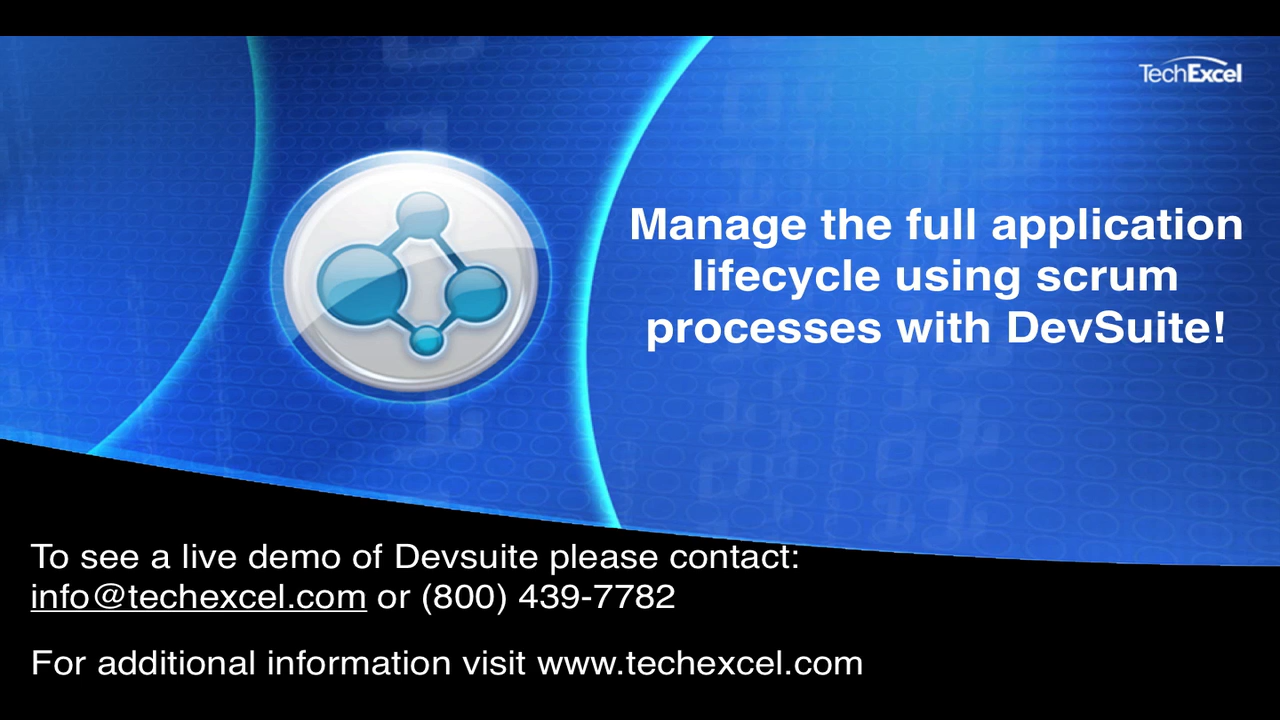 TechExcel
Manage the full application
lifecycle using scrum
processes with DevSuite!
To see a live demo of Devsuite please contact:
info@techexcel.com or (800) 439-7782
For additional information visit www.techexcel.com